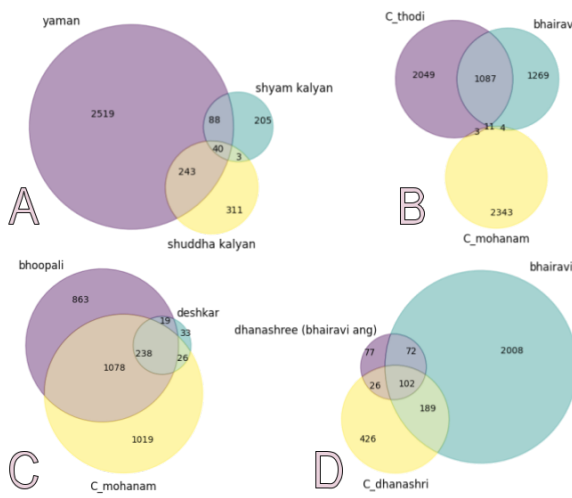 yaman
shyam kalyan
2519
88
205
40
3
243
311
shuddha kalyan
A
C_thodi
bhairavi
2049
1087
1269
3
11
4
2343
C_mohanam
B
bhoopali
deshkar
863
19
33
238
26
1078
1019
C_mohanam
C
bhairavi
dhanashree (bhairavi ang)
77
72
2008
26
102
189
426
C_dhanashri
D